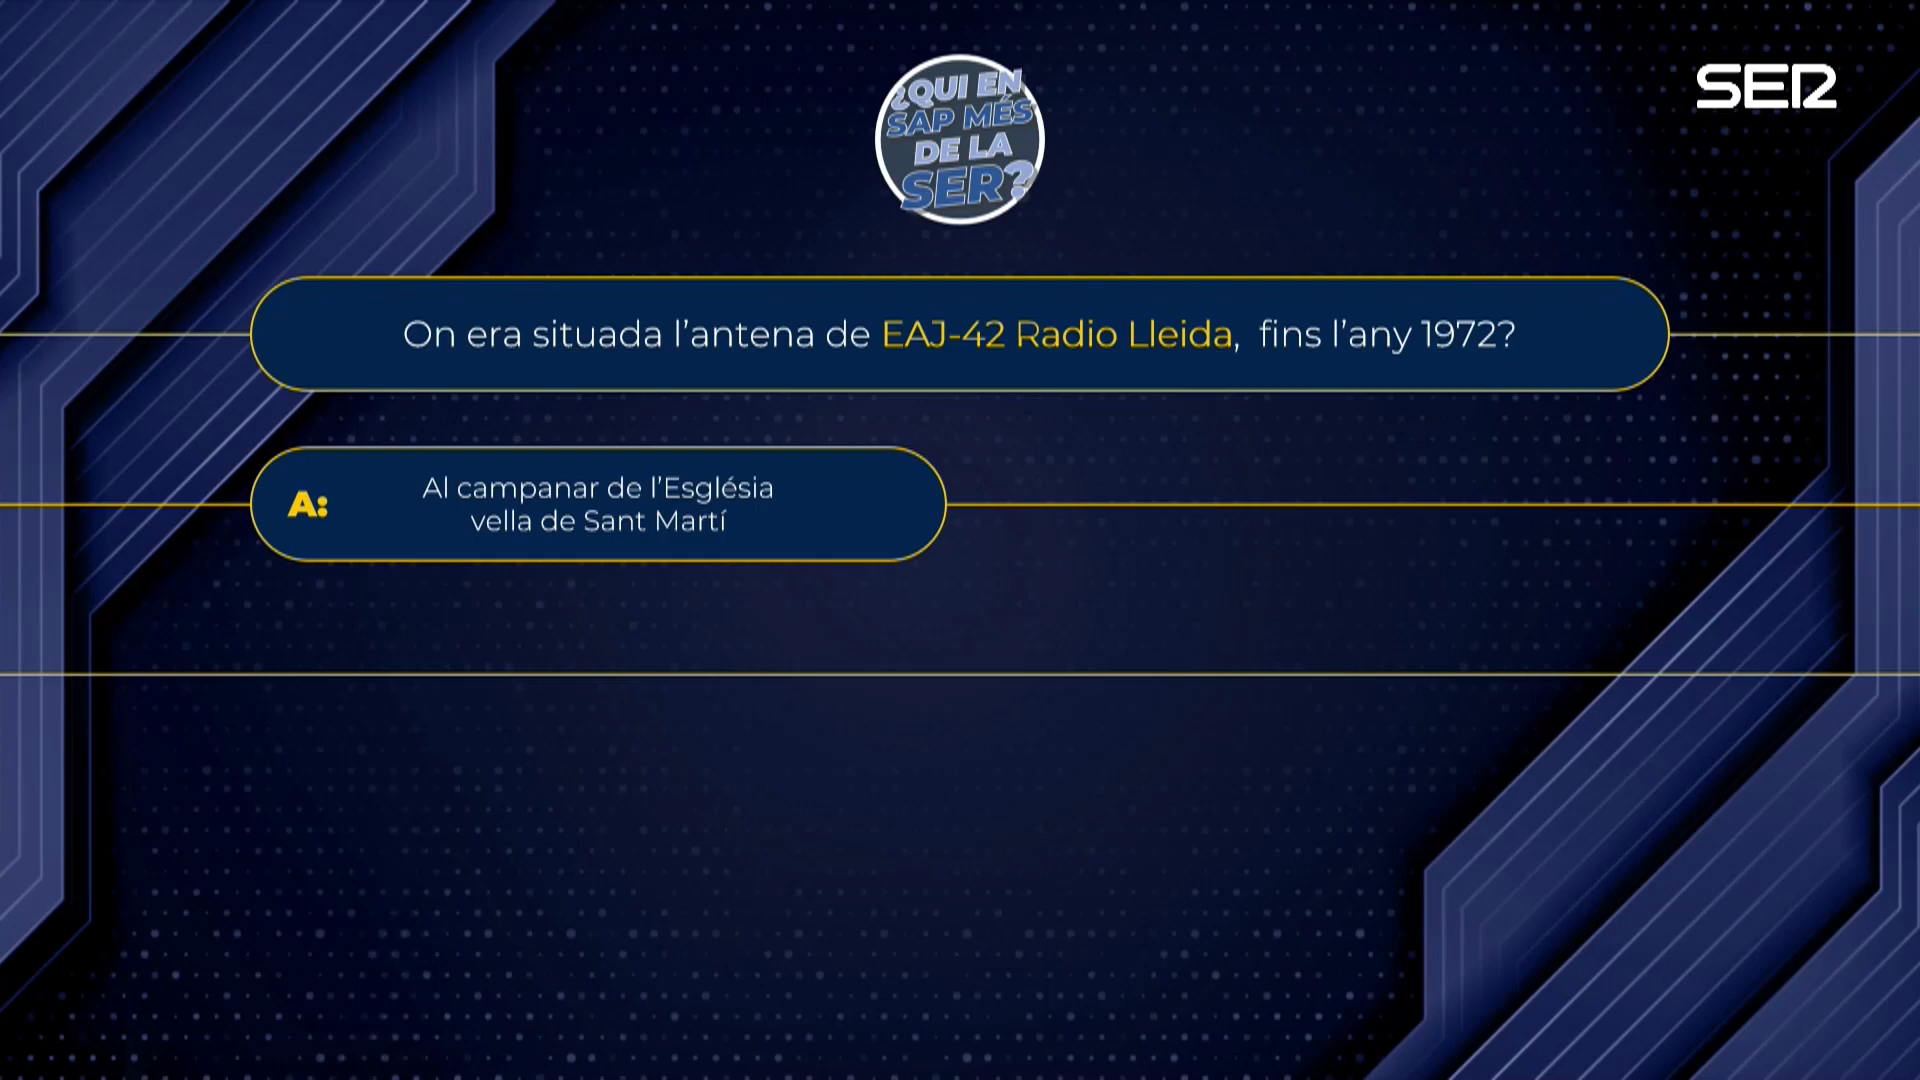 ¿QUI EN
SAP MÉS
DE LA
SER?
SER
On era situada l’antena de EAJ-42 Radio Lleida,  fins l’any 1972?
A:
Al campanar de l’Església
vella de Sant Martí